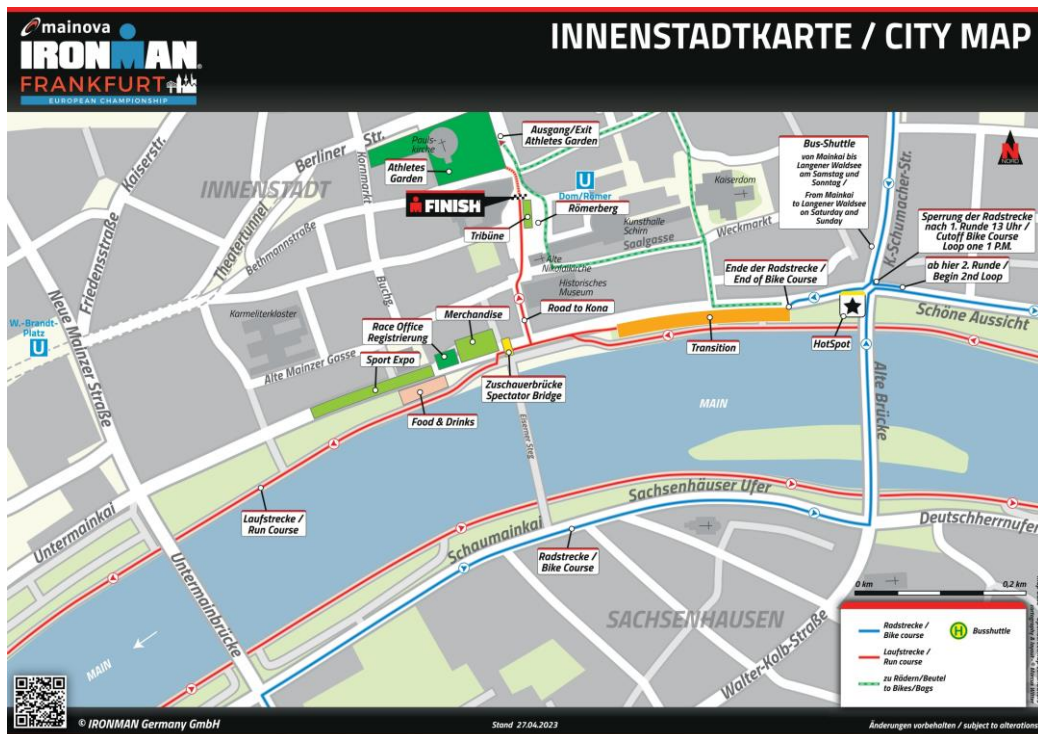 mainova
IRONMAN
FRANKFURT
EUROPEAN CHAMPIONSHIP
INNENSTADTKARTE / CITY MAP
Kaiserstr.
Berliner Str.
Pauls-
kirche
Ausgang/Exit
Athletes Garden
Athletes
Garden
Kornmarkt
INNENSTADT
FINISH
U
Dom/Römer
Kaiserdom
Römerberg
Tribüne
Kunsthalle
Schirn
Saalgasse
Weckmarkt
Bus-Shuttle
von Mainkai bis
Langener Waldsee
am Samstag und
Sonntag /
From Mainkai
to Langener Waldsee
on Saturday and
Sunday
NORD
K.-Schumacher-Str.
Sperrung der Radstrecke
nach 1. Runde 13 Uhr /
Cutoff Bike Course
Loop one 1 P.M.
ab hier 2. Runde /
Begin 2nd Loop
Friedensstraße
Theatertunnel
Bethmannstraße
Alte
Nikolaikirche
Historisches
Museum
Ende der Radstrecke /
End of Bike Course
Schöne Aussicht
HotSpot
Neue Mainzer Straße
W.-Brandt-
Platz
U
Karmeliterkloster
Buchg.
Merchandise
Road to Kona
Race Office
Registrierung
Sport Expo
Alte Mainzer Gasse
Transition
Zuschauerbrücke
Spectator Bridge
Food & Drinks
Eiserner Steg
MAIN
Alte Brücke
Untermainkai
Laufstrecke /
Run Course
Sachsenhäuser Ufer
Schaumainkai
Deutschherrnufer
Radstrecke /
Bike Course
Untermainbrücke
SACHSENHAUSEN
Walter-Kolb-Straße
MAIN
0 km
0,2 km
Radstrecke /
Bike course
H
Busshuttle
Laufstrecke /
Run course
zu Rädern/Beutel
to Bikes/Bags
© IRONMAN Germany GmbH
Stand 27.04.2023
Änderungen vorbehalten / subject to alterations